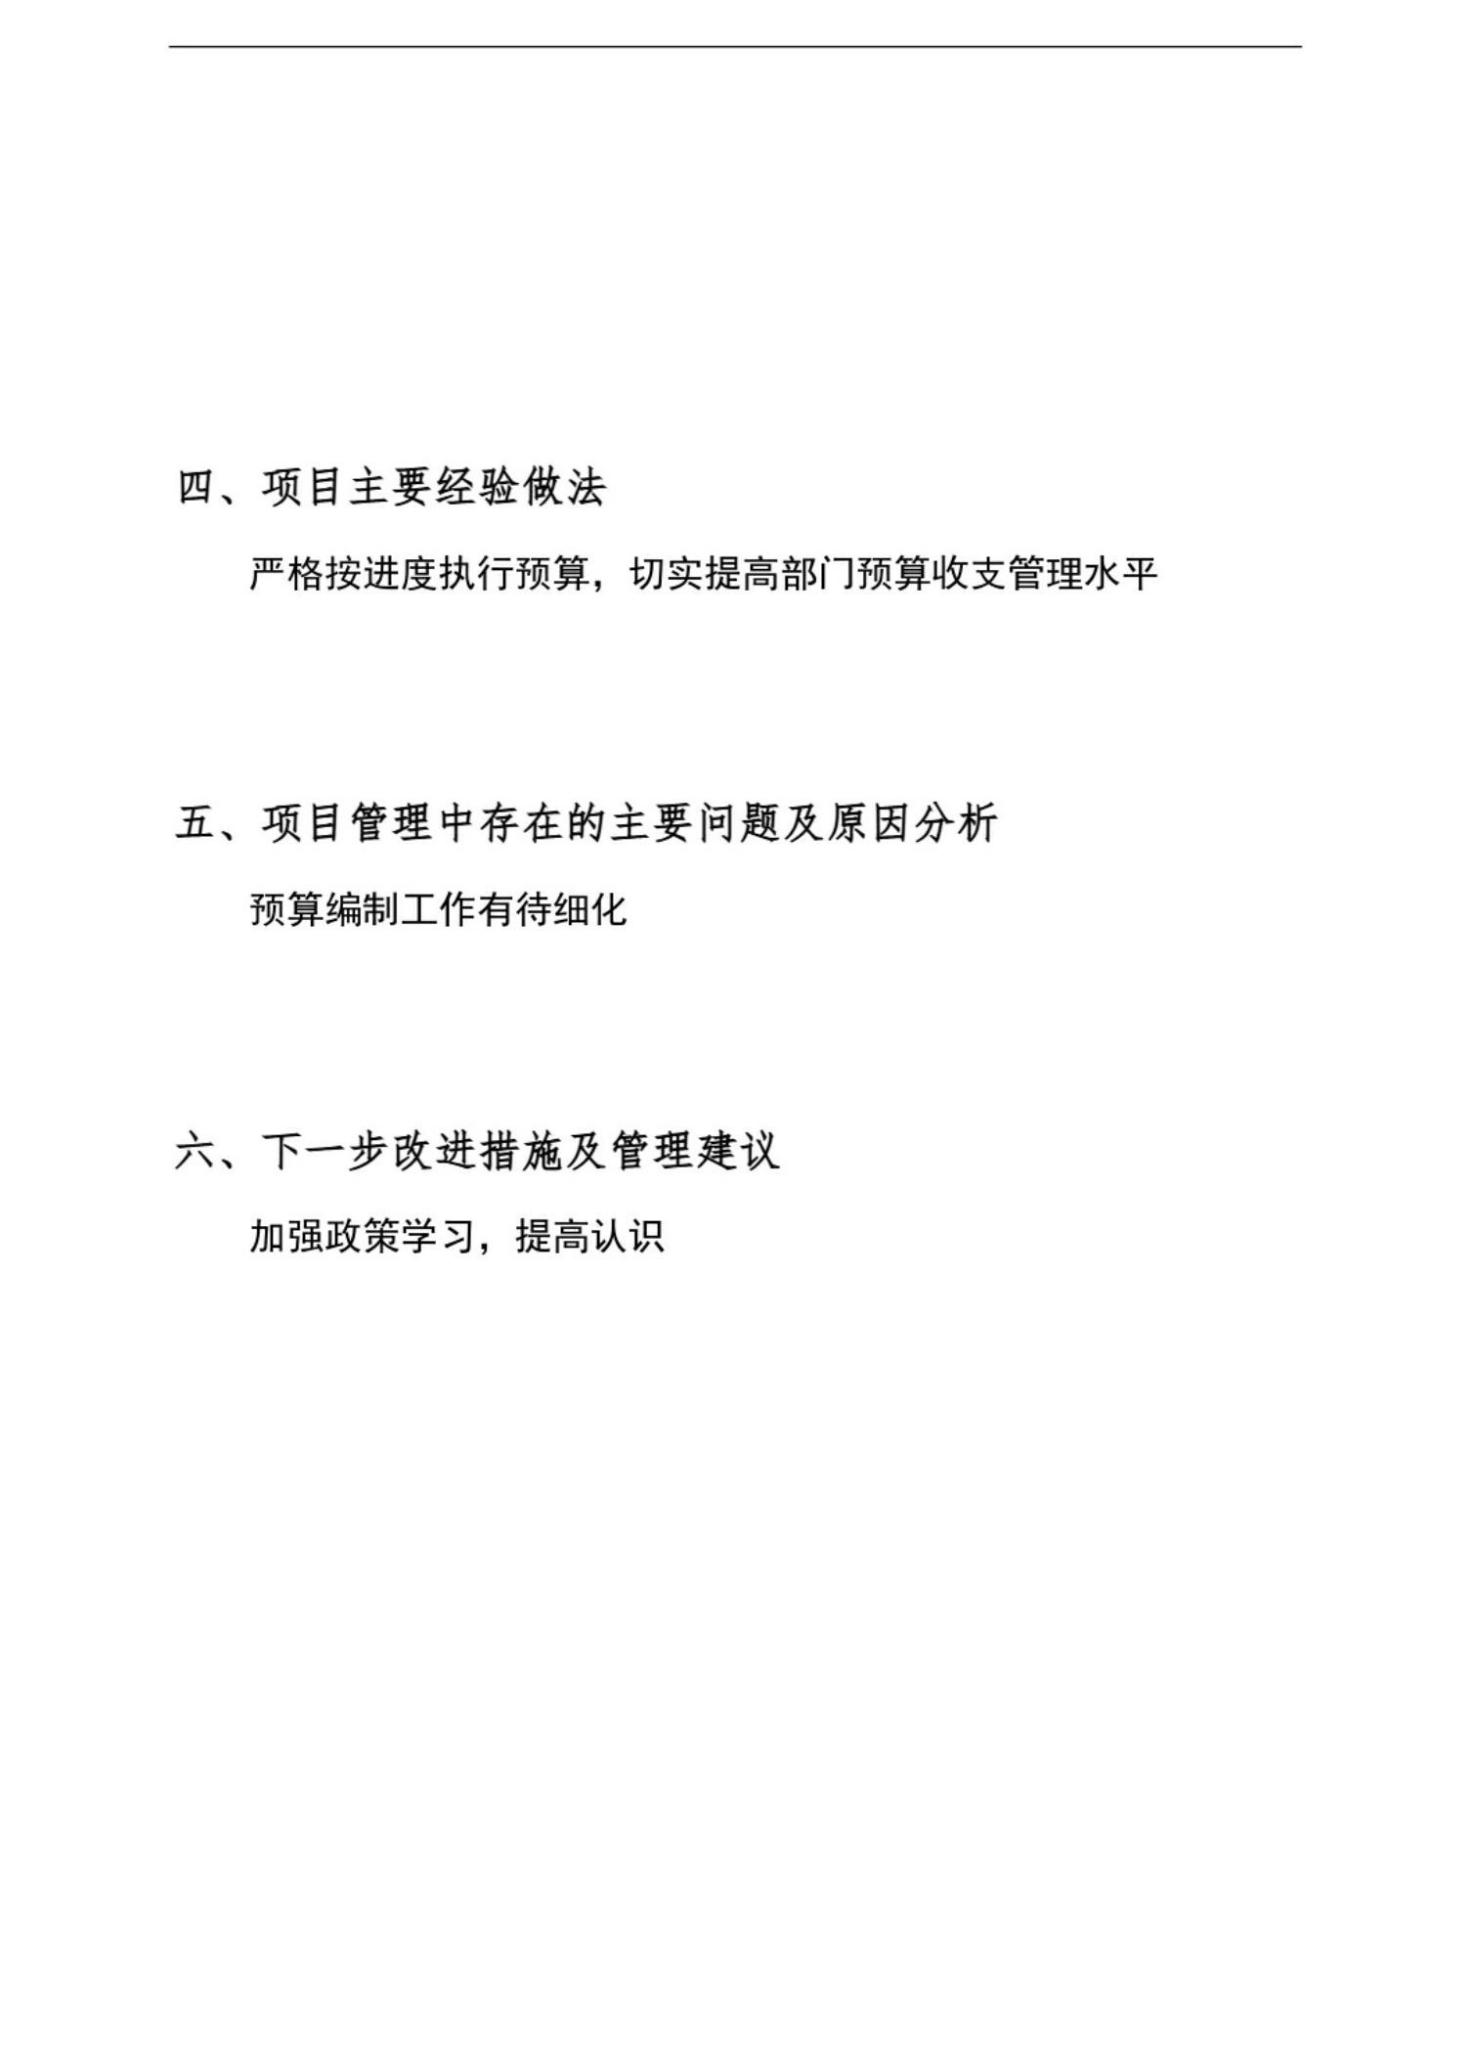 四、项目主要经验做法
严格按进度执行预算，切实提高部门预算收支管理水平
五、项目管理中存在的主要问题及原因分析
预算编制工作有待细化
六、下一步改进措施及管理建议
加强政策学习，提高认识